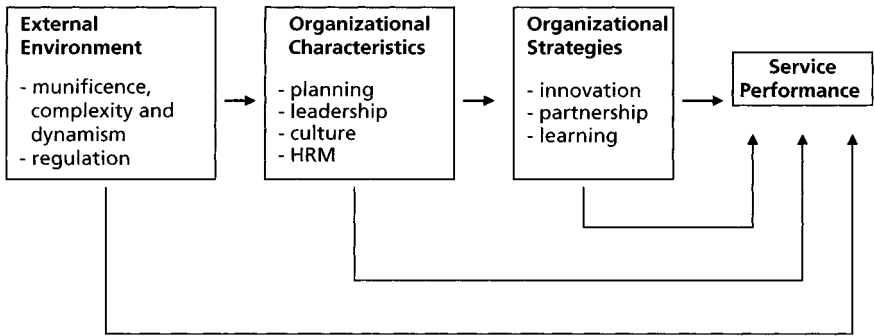 External
Environment
- munificence,
complexity and
dynamism
- regulation
Organizational
Characteristics
- planning
- leadership
- culture
- HRM
Organizational
Strategies
- innovation
- partnership
- learning
Service
Performance